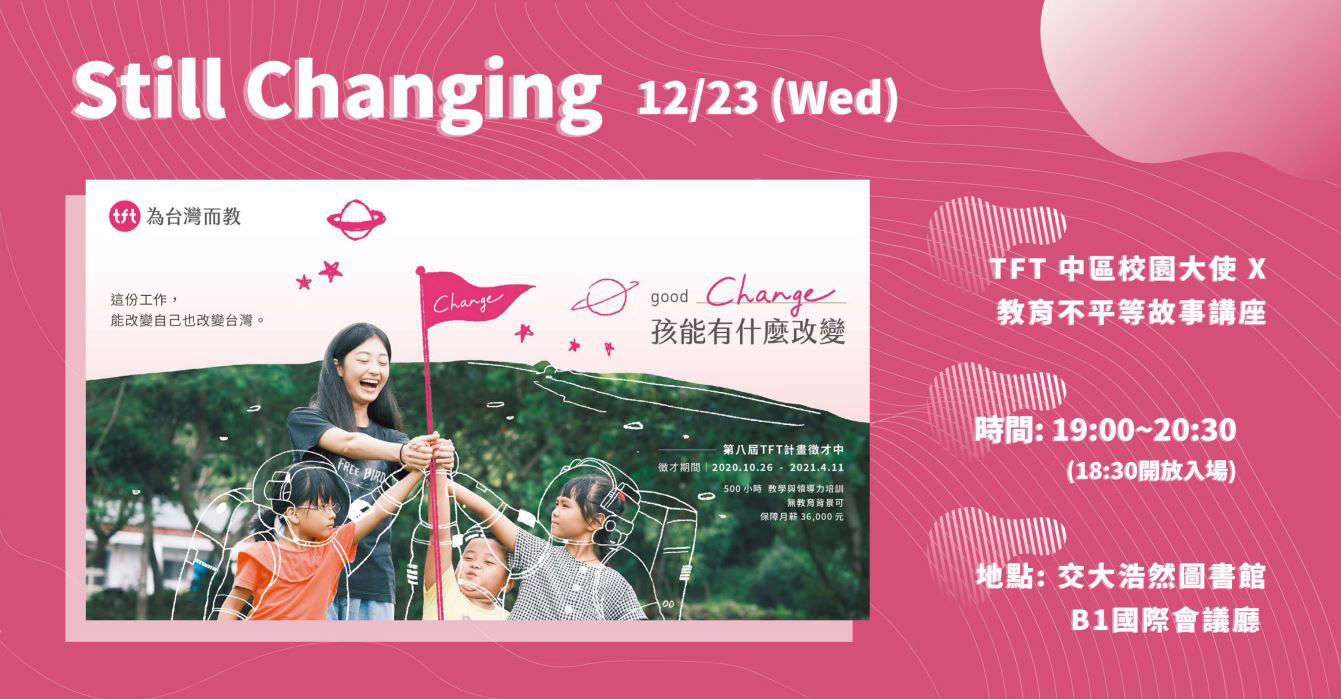 Still Changing 12/23 (Wed)
tft 為台灣而教
這份工作，
能改變自己也改變台灣。
Change
good Change
孩能有什麼改變
FREE BIRD
第八屆TFT計畫徵才中
徵才期間｜2020.10.26 - 2021.4.11
500 小時 教學與領導力培訓
無教育背景可
保障月薪 36,000 元
TFT 中區校園大使 X
教育不平等故事講座
時間: 19:00~20:30
(18:30開放入場)
地點: 交大浩然圖書館
B1國際會議廳